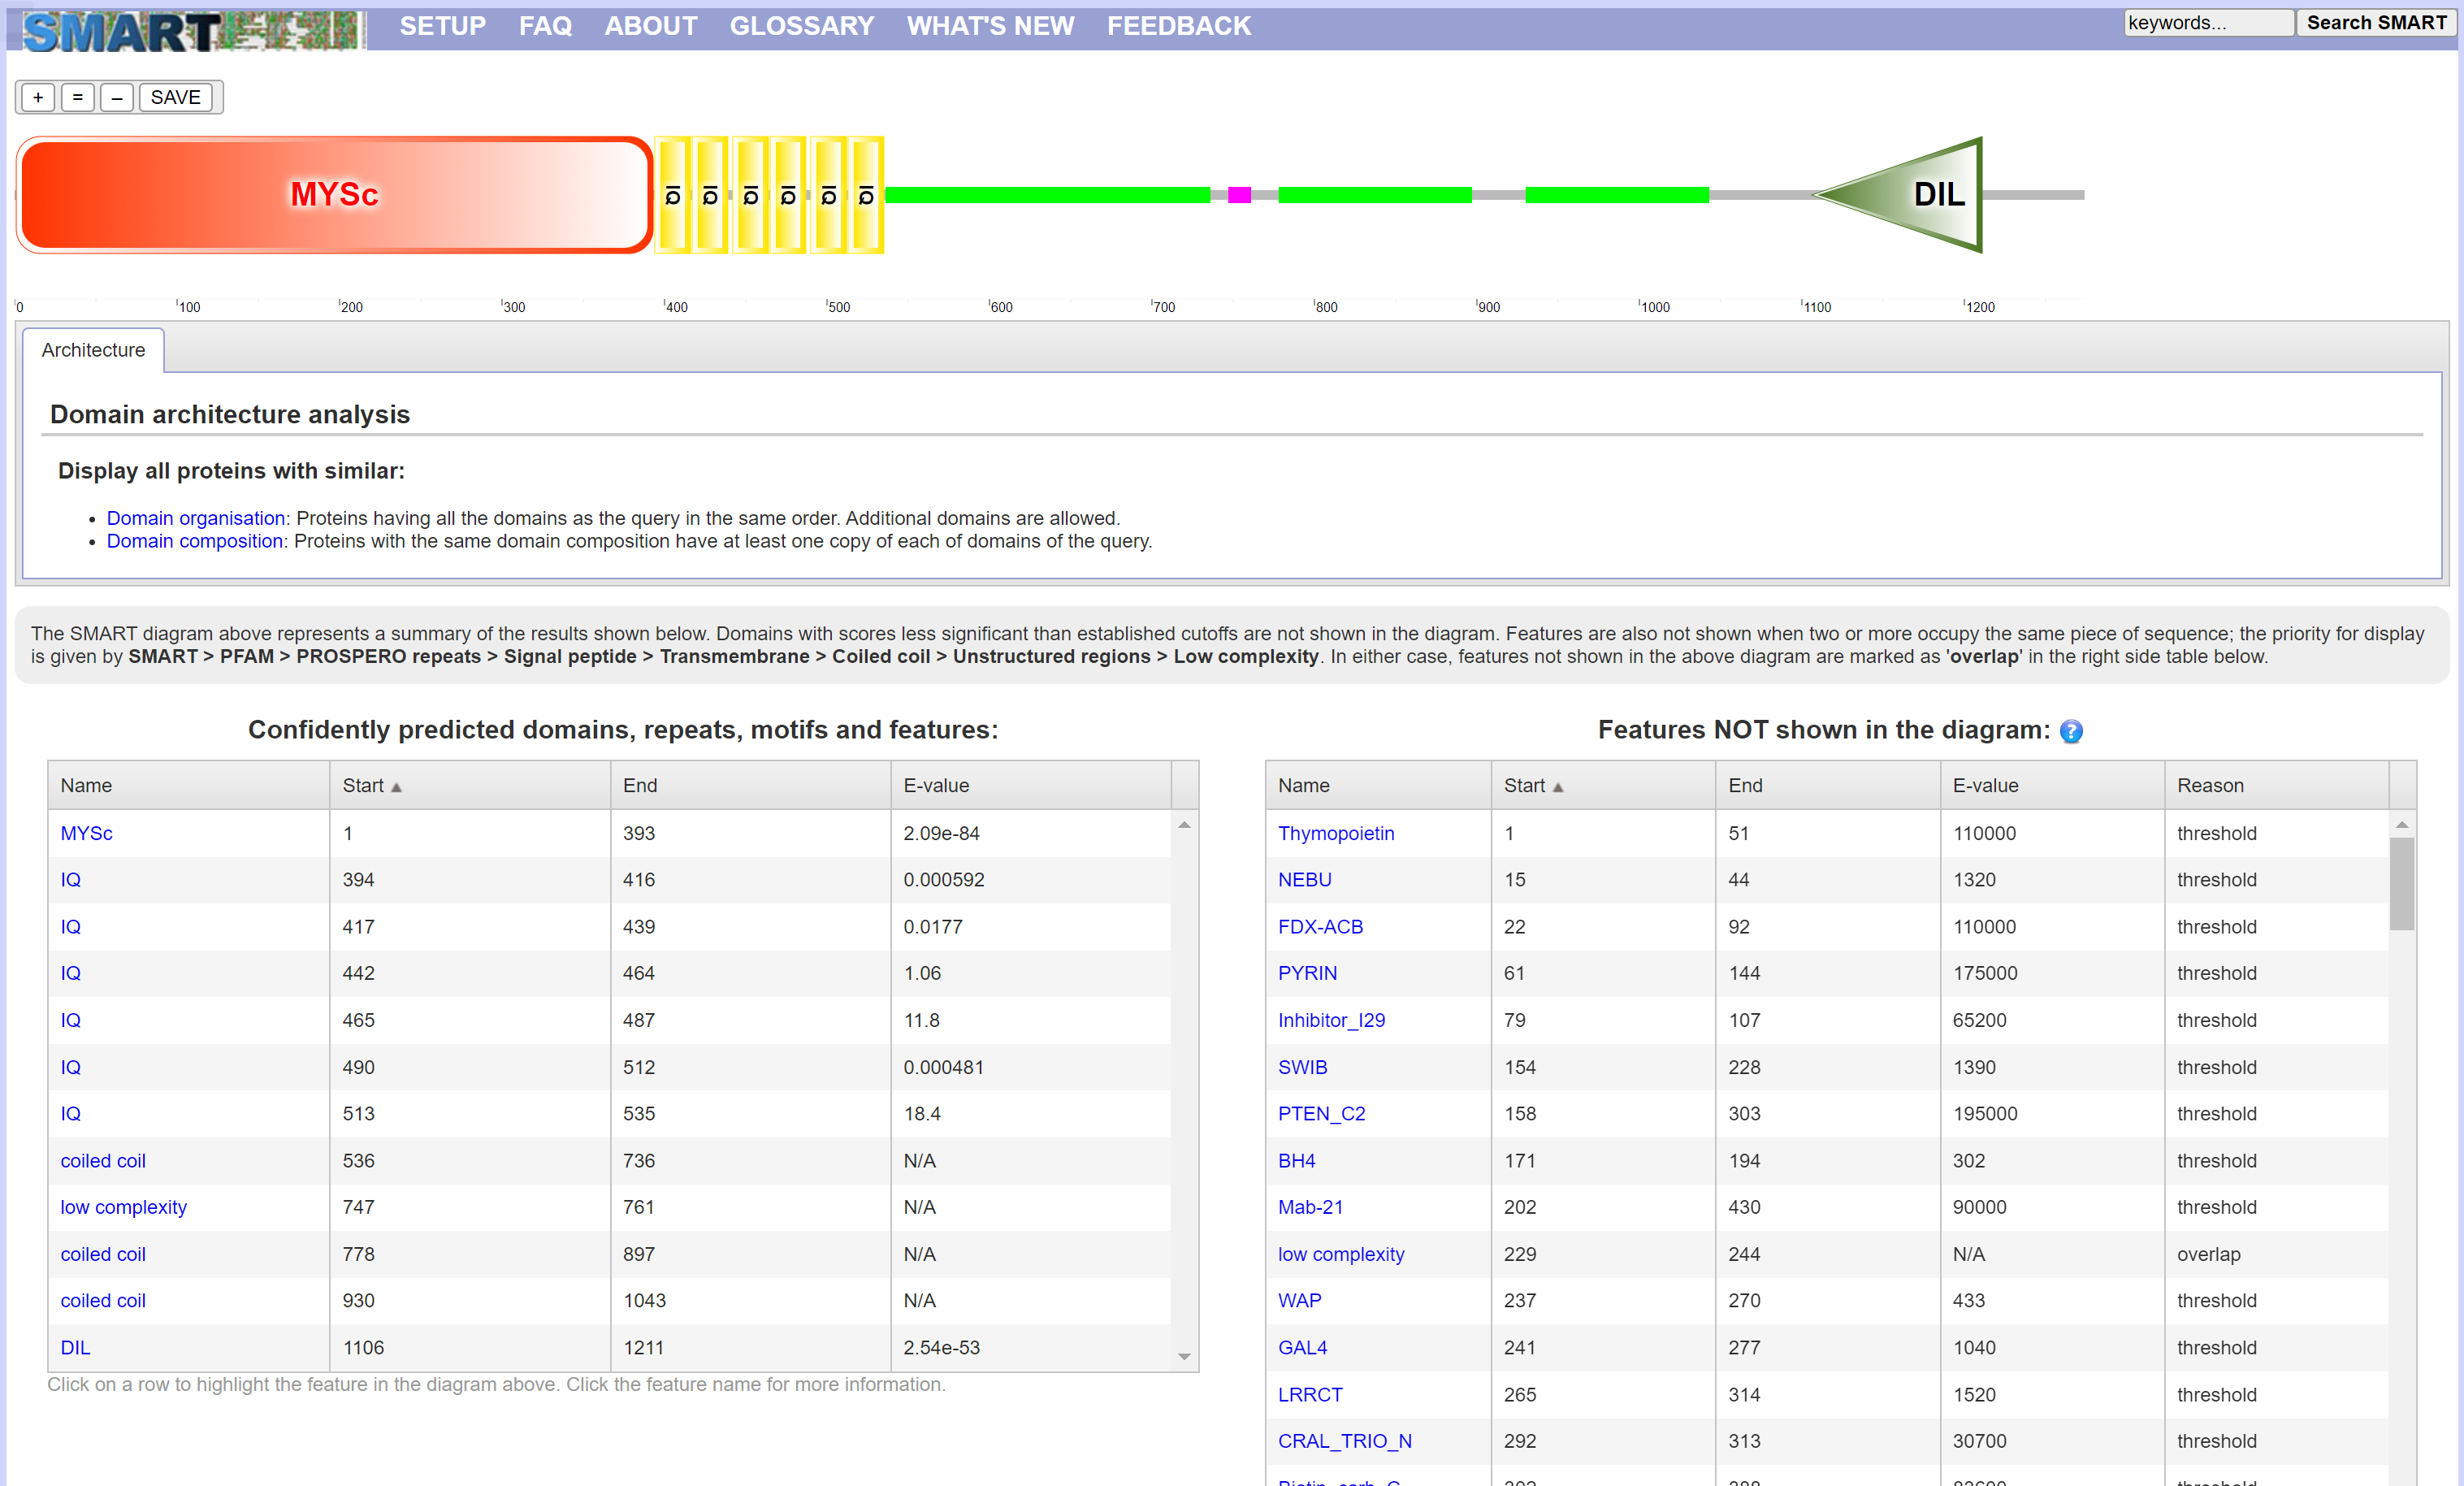 SMART SETUP FAQ ABOUT GLOSSARY WHAT'S NEW FEEDBACK keywords... Search SMART
+ = – SAVE
MYSc IQ IQ IQ IQ IQ IQ DIL
0 100 200 300 400 500 600 700 800 900 1000 1100 1200
Architecture
Domain architecture analysis
Display all proteins with similar:
• Domain organisation: Proteins having all the domains as the query in the same order. Additional domains are allowed.
• Domain composition: Proteins with the same domain composition have at least one copy of each of domains of the query.
The SMART diagram above represents a summary of the results shown below. Domains with scores less significant than established cutoffs are not shown in the diagram. Features are also not shown when two or more occupy the same piece of sequence; the priority for display
is given by SMART > PFAM > PROSPERO repeats > Signal peptide > Transmembrane > Coiled coil > Unstructured regions > Low complexity. In either case, features not shown in the above diagram are marked as 'overlap' in the right side table below.
Confidently predicted domains, repeats, motifs and features:
Name Start ▲ End E-value
MYSc 1 393 2.09e-84
IQ 394 416 0.000592
IQ 417 439 0.0177
IQ 442 464 1.06
IQ 465 487 11.8
IQ 490 512 0.000481
IQ 513 535 18.4
coiled coil 536 736 N/A
low complexity 747 761 N/A
coiled coil 778 897 N/A
coiled coil 930 1043 N/A
DIL 1106 1211 2.54e-53
Click on a row to highlight the feature in the diagram above. Click the feature name for more information.
Features NOT shown in the diagram: ?
Name Start ▲ End E-value Reason
Thymopoietin 1 51 110000 threshold
NEBU 15 44 1320 threshold
FDX-ACB 22 92 110000 threshold
PYRIN 61 144 175000 threshold
Inhibitor_I29 79 107 65200 threshold
SWIB 154 228 1390 threshold
PTEN_C2 158 303 195000 threshold
BH4 171 194 302 threshold
Mab-21 202 430 90000 threshold
low complexity 229 244 N/A overlap
WAP 237 270 433 threshold
GAL4 241 277 1040 threshold
LRRCT 265 314 1520 threshold
CRAL_TRIO_N 292 313 30700 threshold